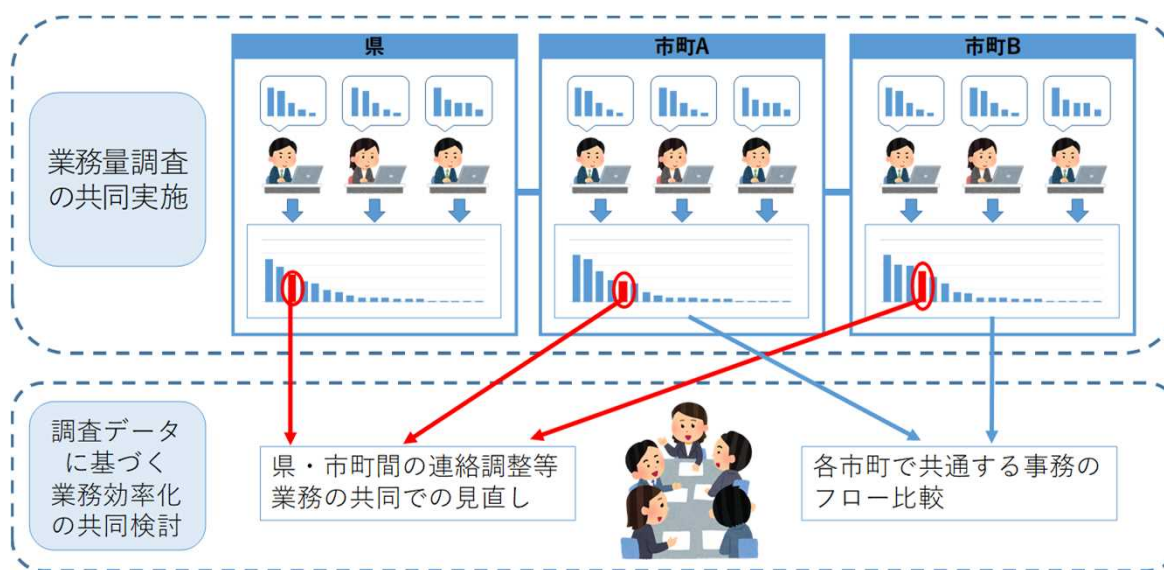 県
市町A
市町B
業務量調査
の共同実施
調査データ
に基づく
業務効率化
の共同検討
県・市町間の連絡調整等
業務の共同での見直し
各市町で共通する事務の
フロー比較